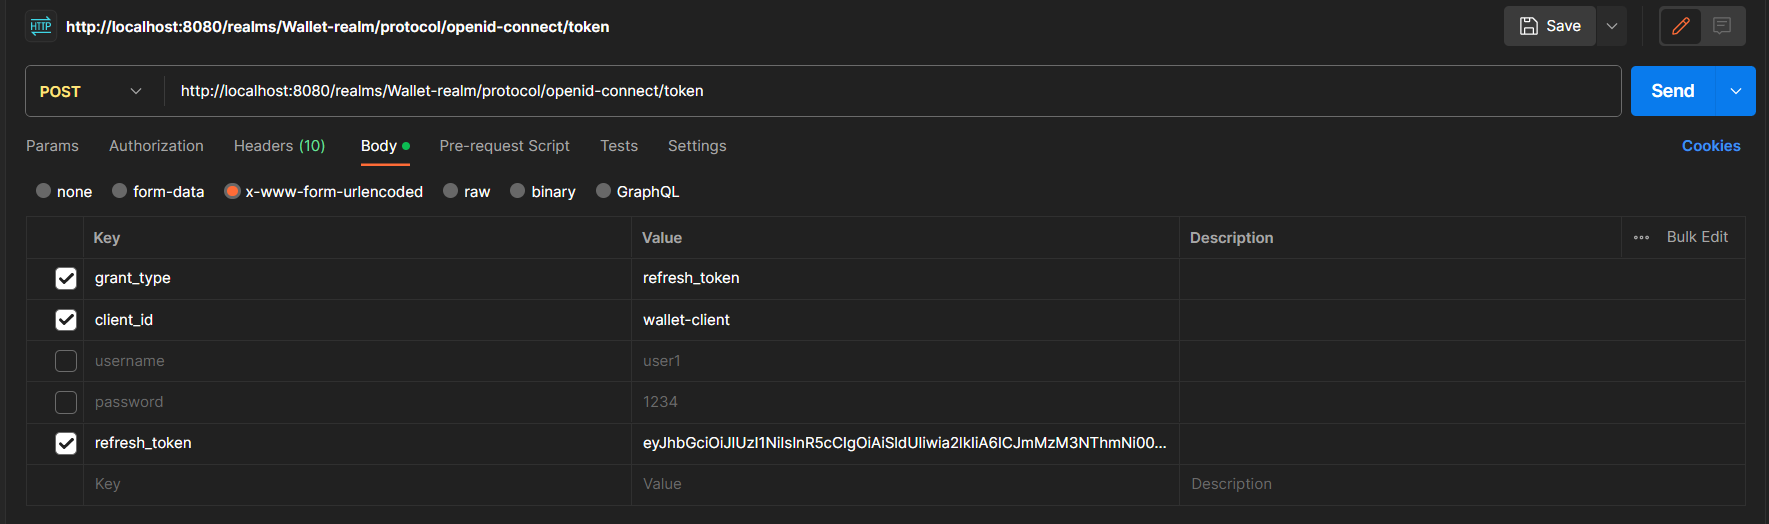 HTTP http://localhost:8080/realms/Wallet-realm/protocol/openid-connect/token Save
POST http://localhost:8080/realms/Wallet-realm/protocol/openid-connect/token Send
Params Authorization Headers (10) Body Pre-request Script Tests Settings Cookies
none form-data x-www-form-urlencoded raw binary GraphQL
Key Value Description Bulk Edit
grant_type refresh_token
client_id wallet-client
username user1
password 1234
refresh_token eyJhbGciOiJIUzI1NiIsInR5cCIgOiAiSldUIiwia2lkIiA6ICJmMzM3NThmNi00...
Key Value Description